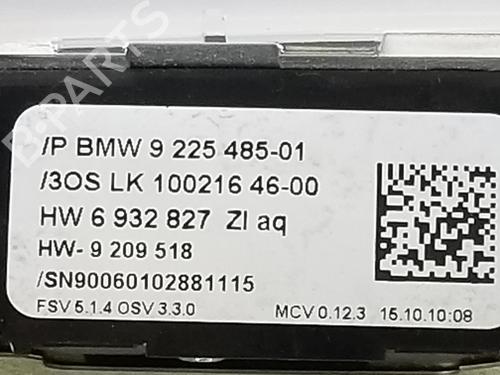 B-PARTS
/P BMW 9 225 485-01
/3OS LK 100216 46-00
HW 6 932 827 ZI aq
HW- 9 209 518
/SN90060102881115
FSV 5.1.4 OSV 3.3.0 MCV 0.12.3 15.10.10:08